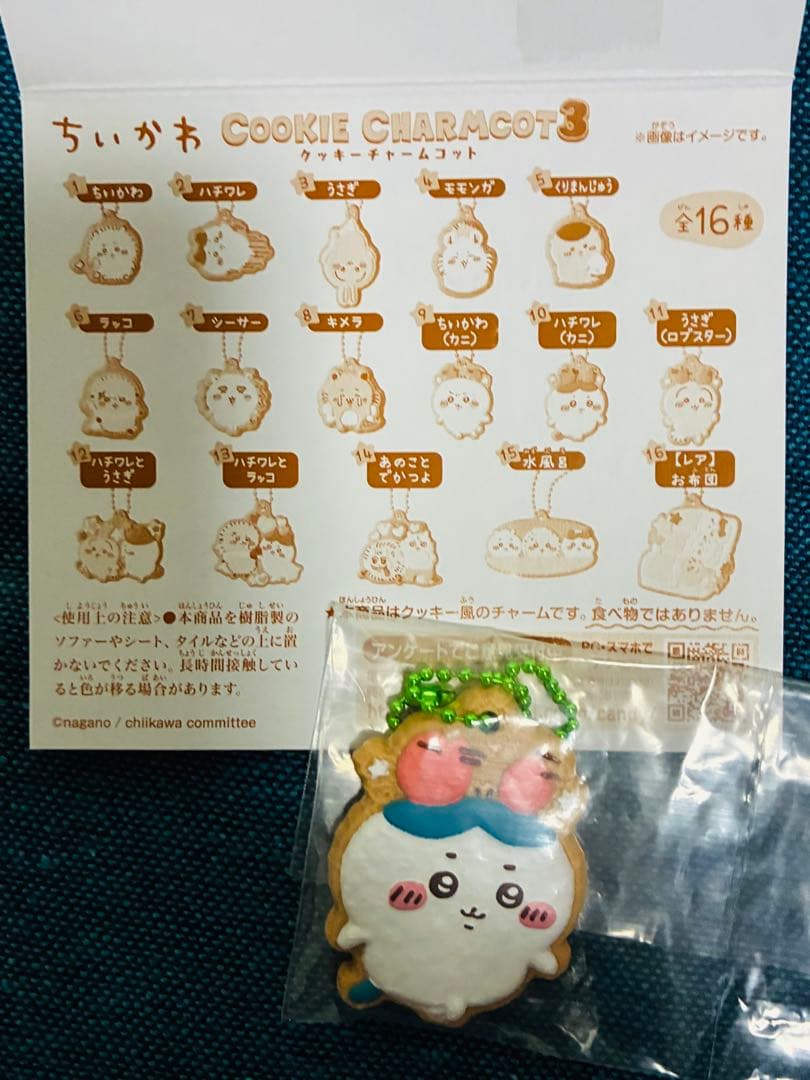 ちいかわ COOKIE CHARMCOT3
クッキーチャームコット
※画像はイメージです。
全16種
1 ちいかわ
2 ハチワレ
3 うさぎ
4 モモンガ
5 くりまんじゅう
6 ラッコ
7 シーサー
8 キメラ
9 ちいかわ
(カニ)
10 ハチワレ
(カニ)
11 うさぎ
(ロブスター)
12 ハチワレと
うさぎ
13 ハチワレと
ラッコ
14 あのこと
でかつよ
15 水風呂
16 【レア】
お布団
<使用上の注意>●本商品を樹脂製の
ソファーやシート、タイルなどの上に置
かないでください。長時間接触してい
ると色が移る場合があります。
©nagano / chiikawa committee
★本商品はクッキー風のチャームです。食べ物ではありません。
アンケートで
PC・スマホで